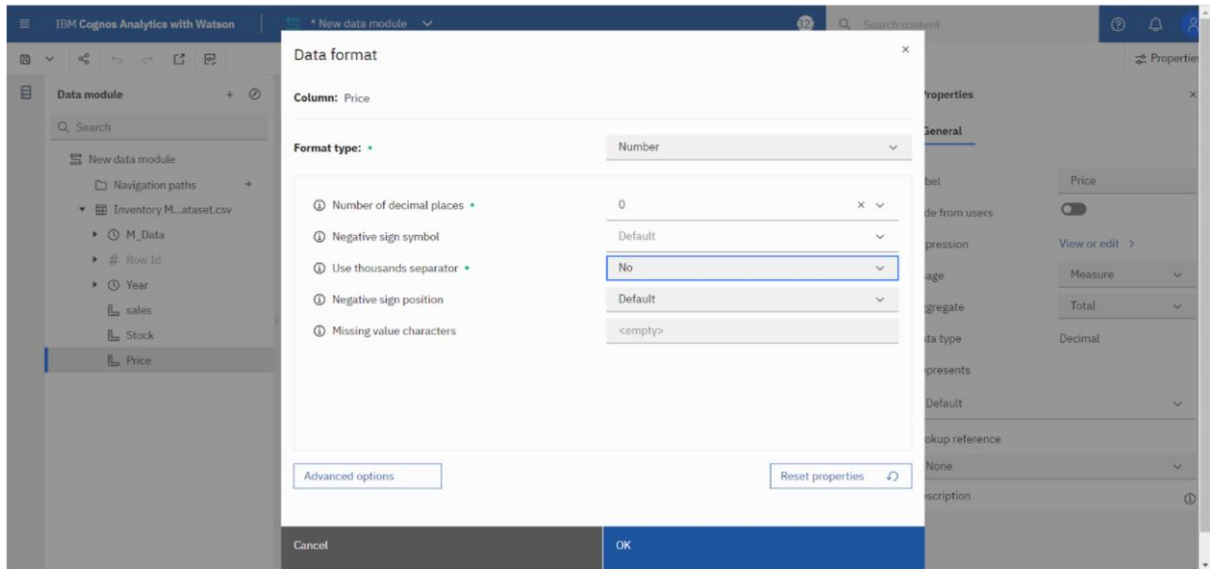 IBM Cognos Analytics with Watson
* New data module
32
Search content
Data format
Column: Price
Format type:
Number
Number of decimal places
0
Negative sign symbol
Default
Use thousands separator
No
Negative sign position
Default
Missing value characters
<empty>
Advanced options
Reset properties
Cancel
OK
Data module
Search
New data module
Navigation paths
Inventory M...ataset.csv
M_Data
# Row Id
Year
sales
Stock
Price
Propertie
Properties
General
bel
Price
de from users
pression
View or edit
age
Measure
gregate
Total
ta type
Decimal
presents
Default
okup reference
None
scription